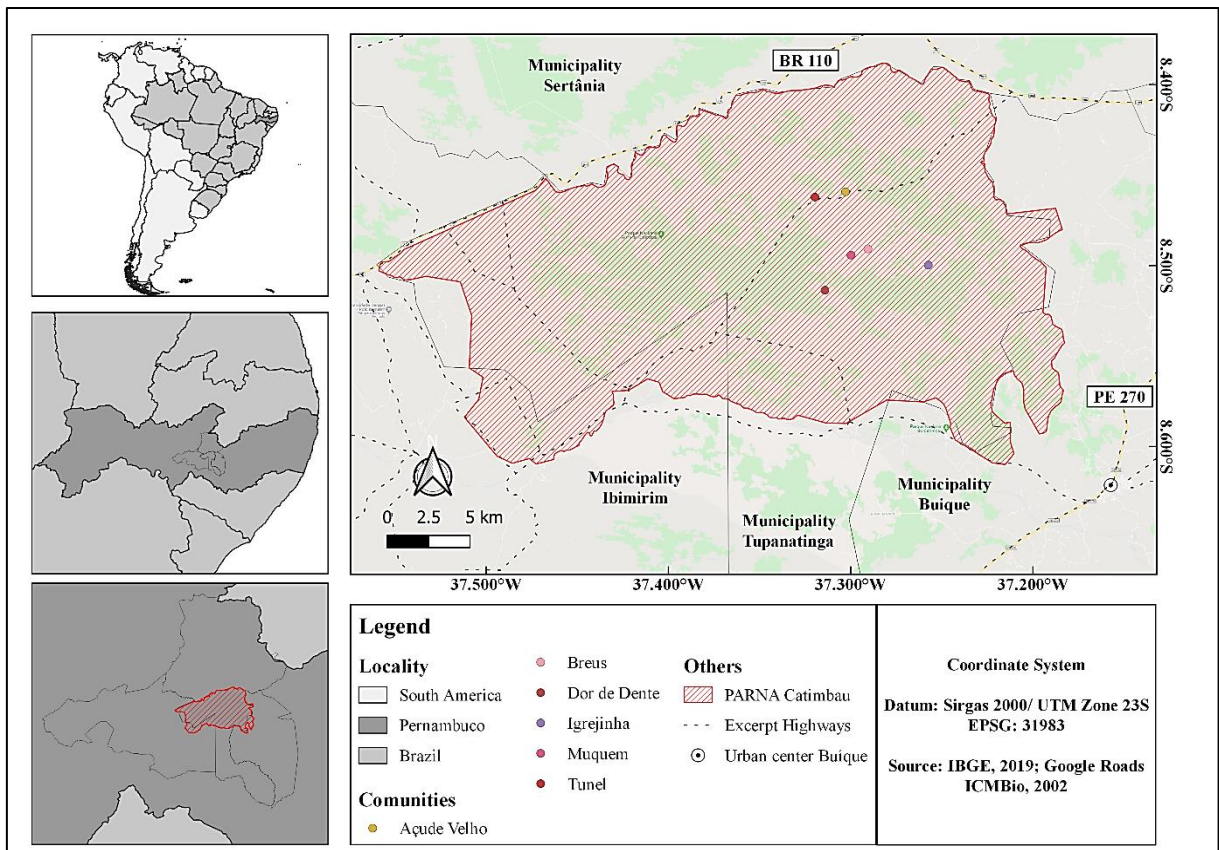 BR 110
Municipality
Sertânia
8.400°S
8.500°S
8.600°S
PE 270
Municipality
Ibimirim
Municipality
Tupanatinga
Municipality
Buique
N
0 2.5 5 km
37.500°W 37.400°W 37.300°W 37.200°W
Legend
Locality
South America
Pernambuco
Brazil
Comunities
Açude Velho
Breus
Dor de Dente
Igrejinha
Muquem
Tunel
Others
PARNA Catimbau
Excerpt Highways
Urban center Buíque
Coordinate System
Datum: Sirgas 2000/ UTM Zone 23S
EPSG: 31983
Source: IBGE, 2019; Google Roads
ICMBio, 2002